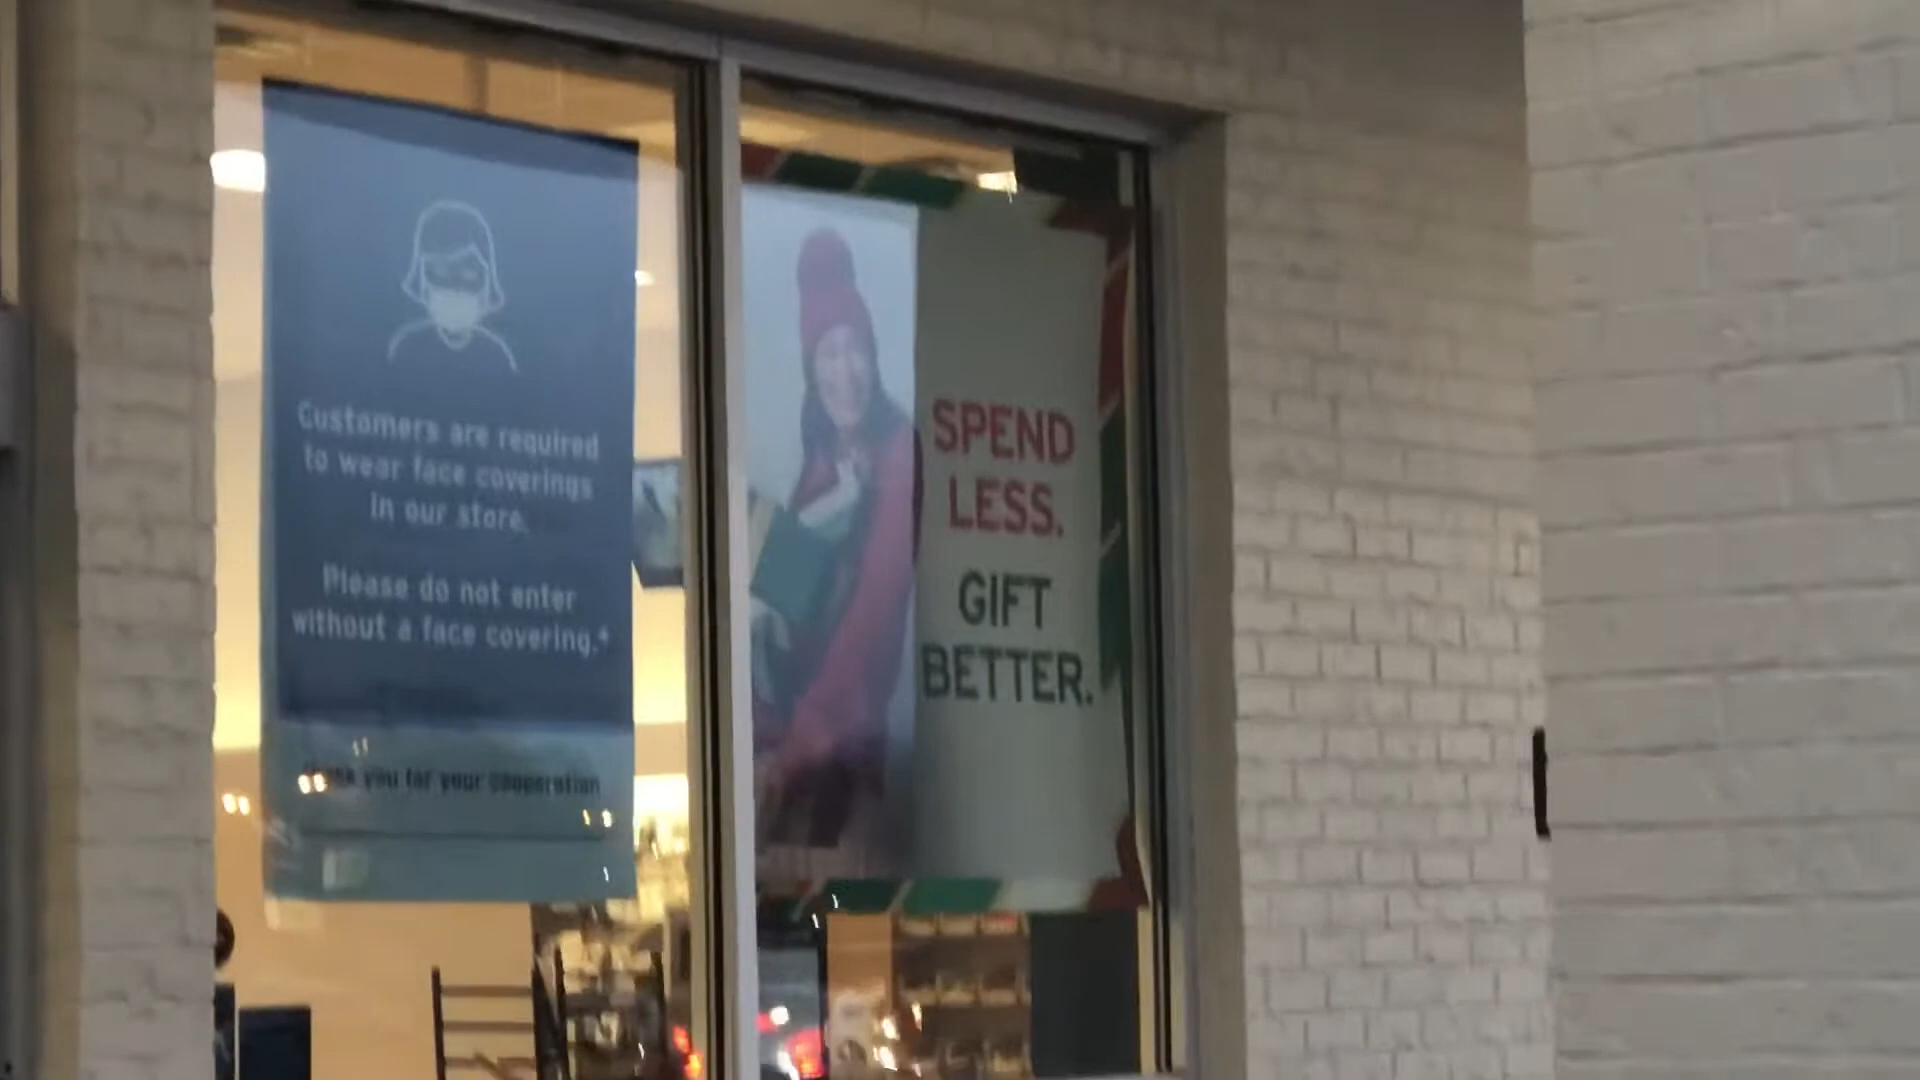 Customers are required
to wear face coverings
in our store.
Please do not enter
without a face covering.*
Thank you for your cooperation
SPEND
LESS.
GIFT
BETTER.